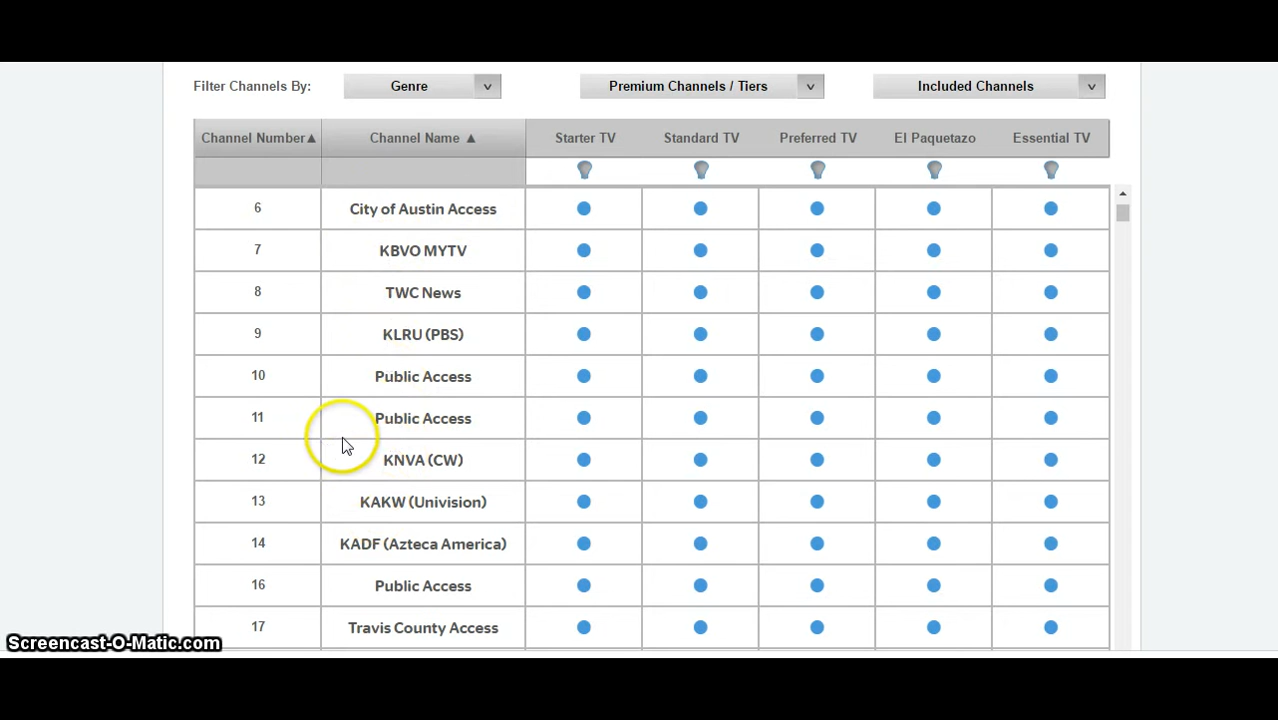 Filter Channels By: Genre v Premium Channels / Tiers v Included Channels v
Channel Number▲ Channel Name ▲ Starter TV Standard TV Preferred TV El Paquetazo Essential TV
6 City of Austin Access
7 KBVO MYTV
8 TWC News
9 KLRU (PBS)
10 Public Access
11 Public Access
12 KNVA (CW)
13 KAKW (Univision)
14 KADF (Azteca America)
16 Public Access
17 Travis County Access
Screencast-O-Matic.com